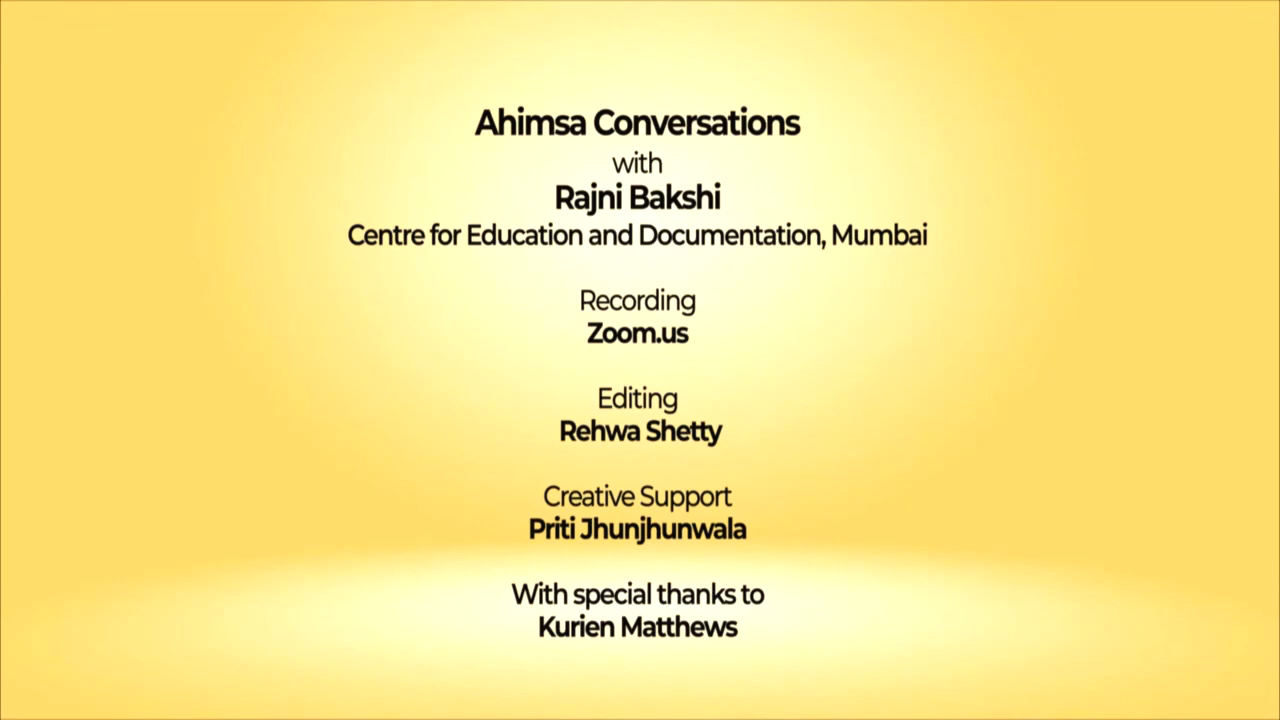 Ahimsa Conversations
with
Rajni Bakshi
Centre for Education and Documentation, Mumbai
Recording
Zoom.us
Editing
Rehwa Shetty
Creative Support
Priti Jhunjhunwala
With special thanks to
Kurien Matthews